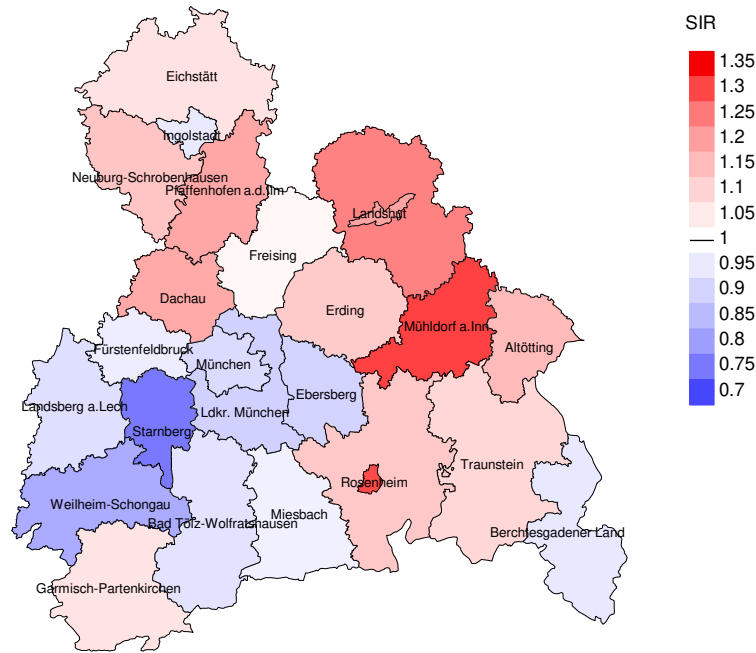 SIR
1.35
1.3
1.25
1.2
1.15
1.1
1.05
1
0.95
0.9
0.85
0.8
0.75
0.7
Eichstätt
Ingolstadt
Neuburg-Schrobenhausen
Pfaffenhofen a.d.Ilm
Landshut
Freising
Dachau
Erding
Mühldorf a.Inn
Altötting
Fürstenfeldbruck
München
Ebersberg
Landsberg a.Lech
Ldkr. München
Starnberg
Traunstein
Rosenheim
Weilheim-Schongau
Miesbach
Bad Tölz-Wolfratshausen
Berchtesgadener Land
Garmisch-Partenkirchen